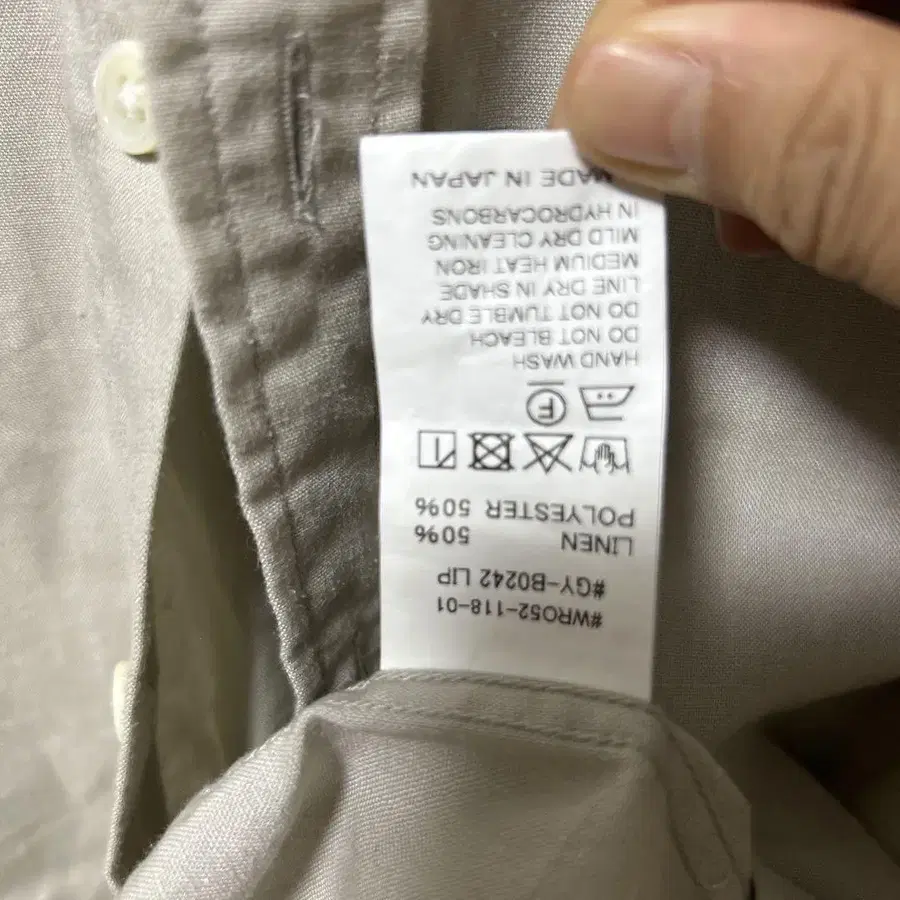 #WRO52-118-01
#GY-B0242 LIP
LINEN 50%
POLYESTER 50%
F
HAND WASH
DO NOT BLEACH
DO NOT TUMBLE DRY
LINE DRY IN SHADE
MEDIUM HEAT IRON
MILD DRY CLEANING
IN HYDROCARBONS
MADE IN JAPAN